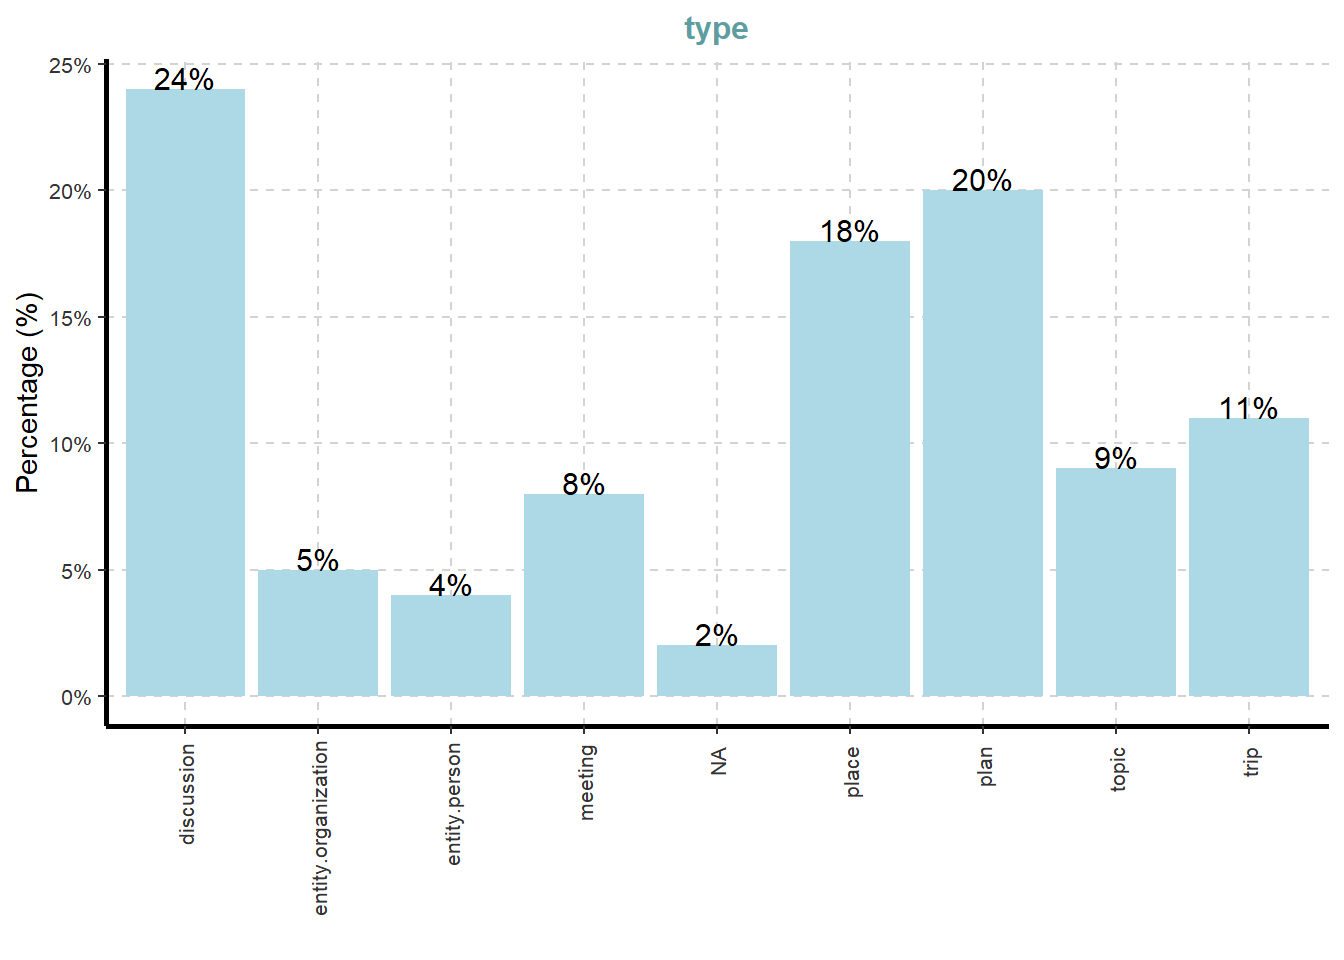 type
Percentage (%)
25%
20%
15%
10%
5%
0%
24%
5%
4%
8%
2%
18%
20%
9%
11%
discussion
entity.organization
entity.person
meeting
NA
place
plan
topic
trip